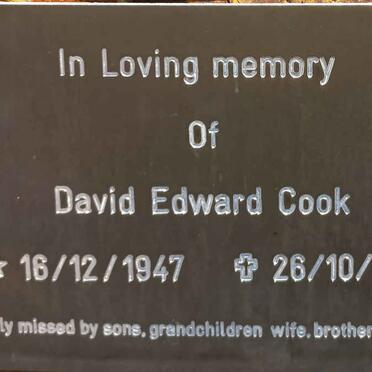 In Loving memory
Of
David Edward Cook
16/12/1947 26/10/
missed by sons, grandchildren wife, brother